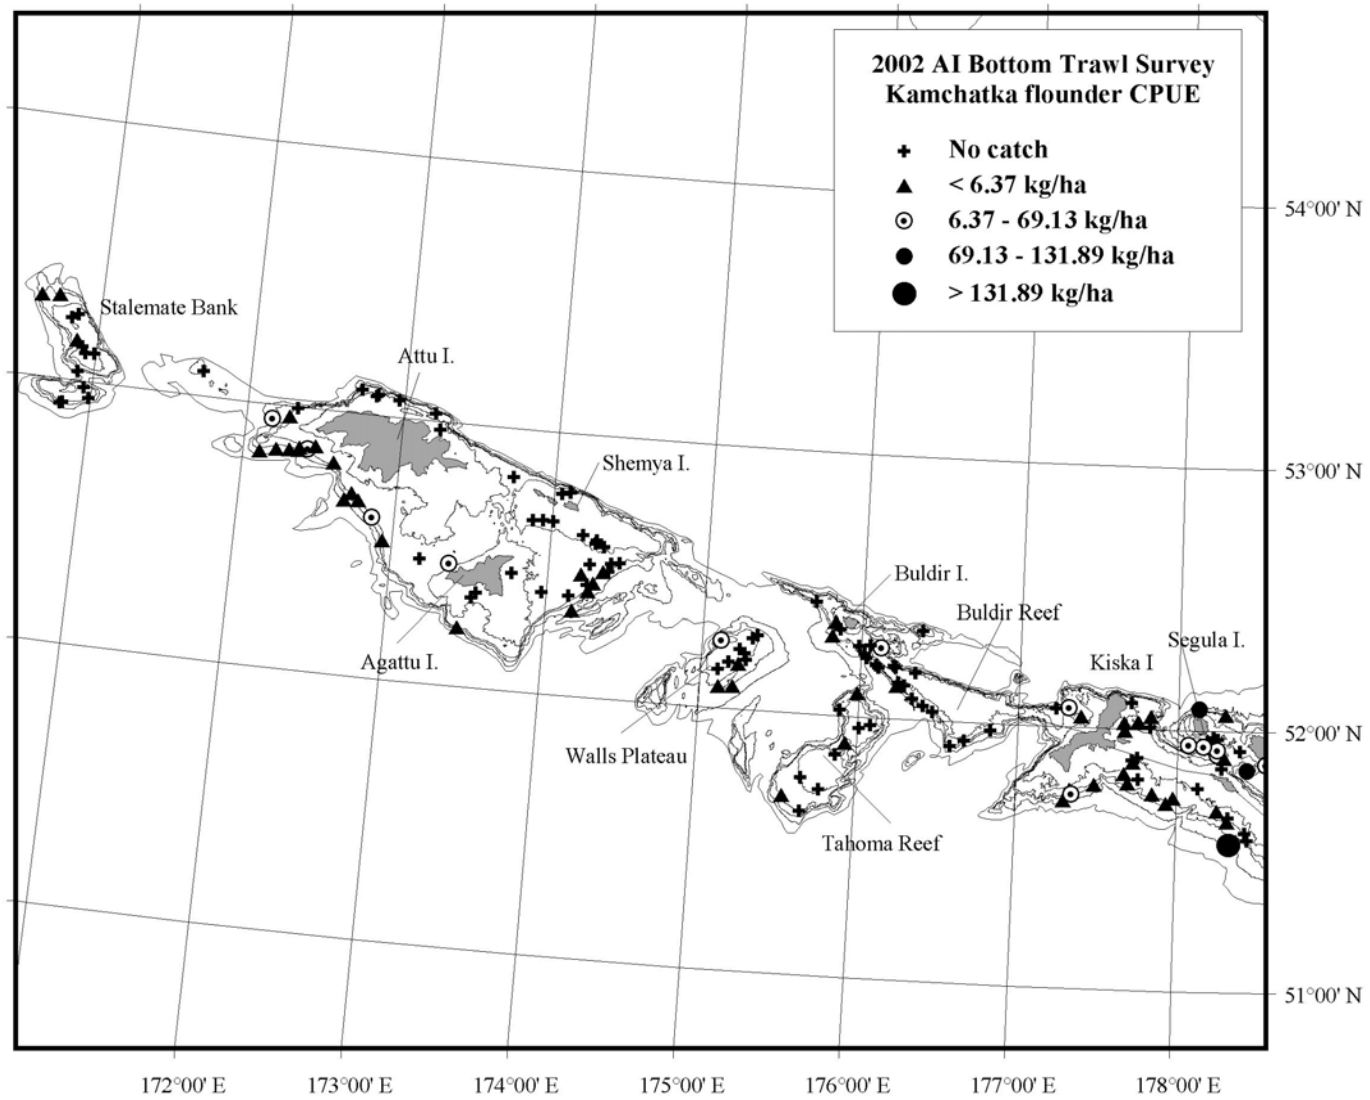 2002 AI Bottom Trawl Survey
Kamchatka flounder CPUE
No catch
< 6.37 kg/ha
6.37 - 69.13 kg/ha
69.13 - 131.89 kg/ha
> 131.89 kg/ha
54°00' N
Stalemate Bank
Attu I.
Shemya I.
53°00' N
Buldir I.
Buldir Reef
Segula I.
Agattu I.
Kiska I
52°00' N
Walls Plateau
Tahoma Reef
51°00' N
172°00' E
173°00' E
174°00' E
175°00' E
176°00' E
177°00' E
178°00' E